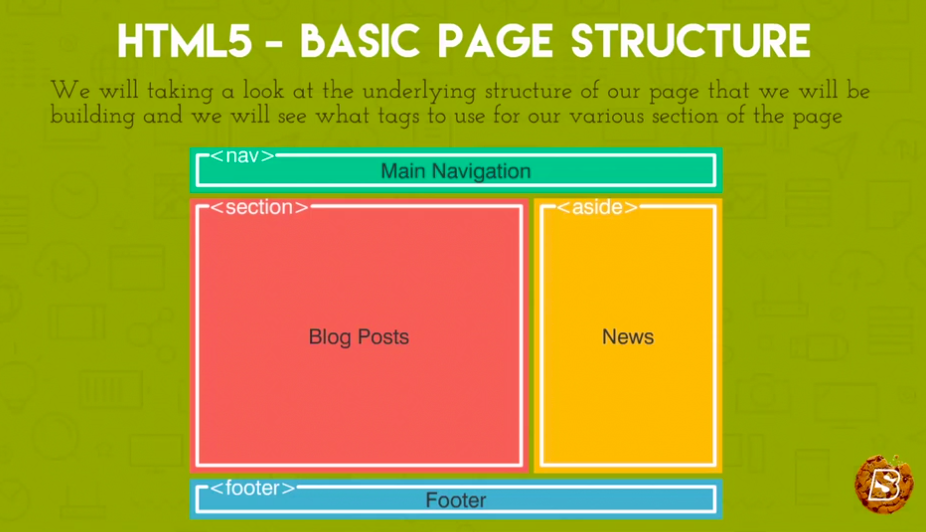 HTML5 - BASIC PAGE STRUCTURE
We will taking a look at the underlying structure of our page that we will be
building and we will see what tags to use for our various section of the page
<nav>
Main Navigation
<section>
<aside>
Blog Posts
News
<footer>
Footer